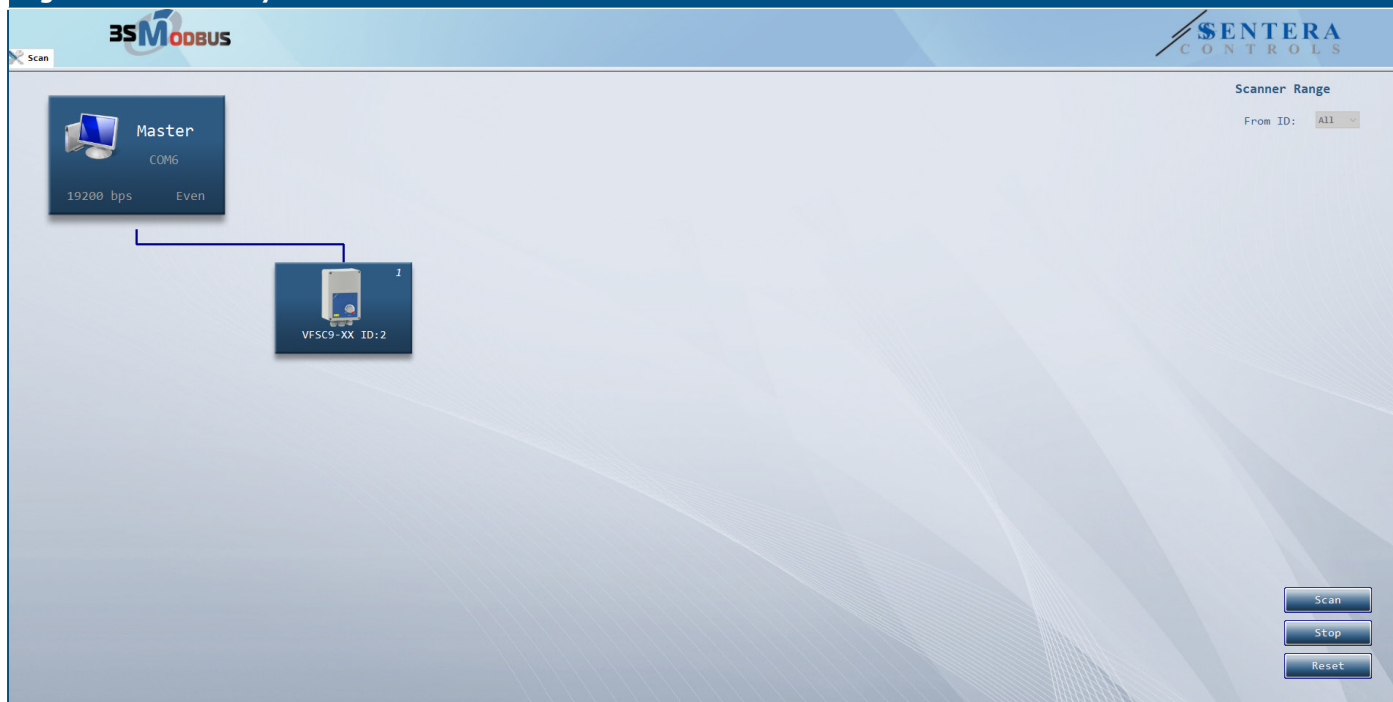 3SMODBUS
SENTERA
CONTROLS
Scan
Scanner Range
From ID: All
Master
COM6
19200 bps Even
1
VFSC9-XX ID:2
Scan
Stop
Reset